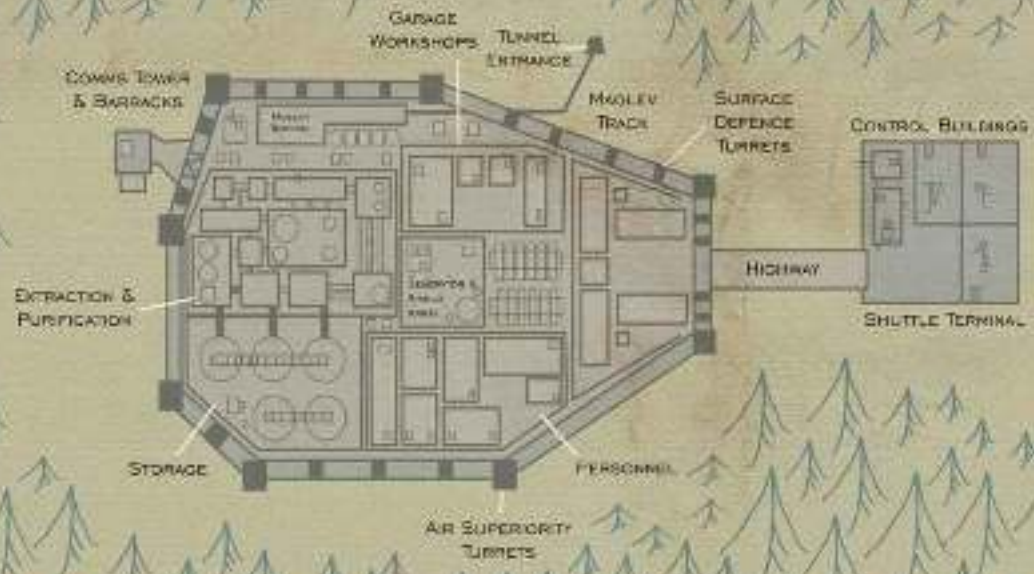 GARAGE
WORKSHOPS
TUNNEL
ENTRANCE
COMMS TOWER
& BARRACKS
MAGLEV
TRACK
SURFACE
DEFENCE
TURRETS
CONTROL BUILDINGS
HIGHWAY
EXTRACTION &
PURIFICATION
SHUTTLE TERMINAL
STORAGE
PERSONNEL
AIR SUPERIORITY
TURRETS